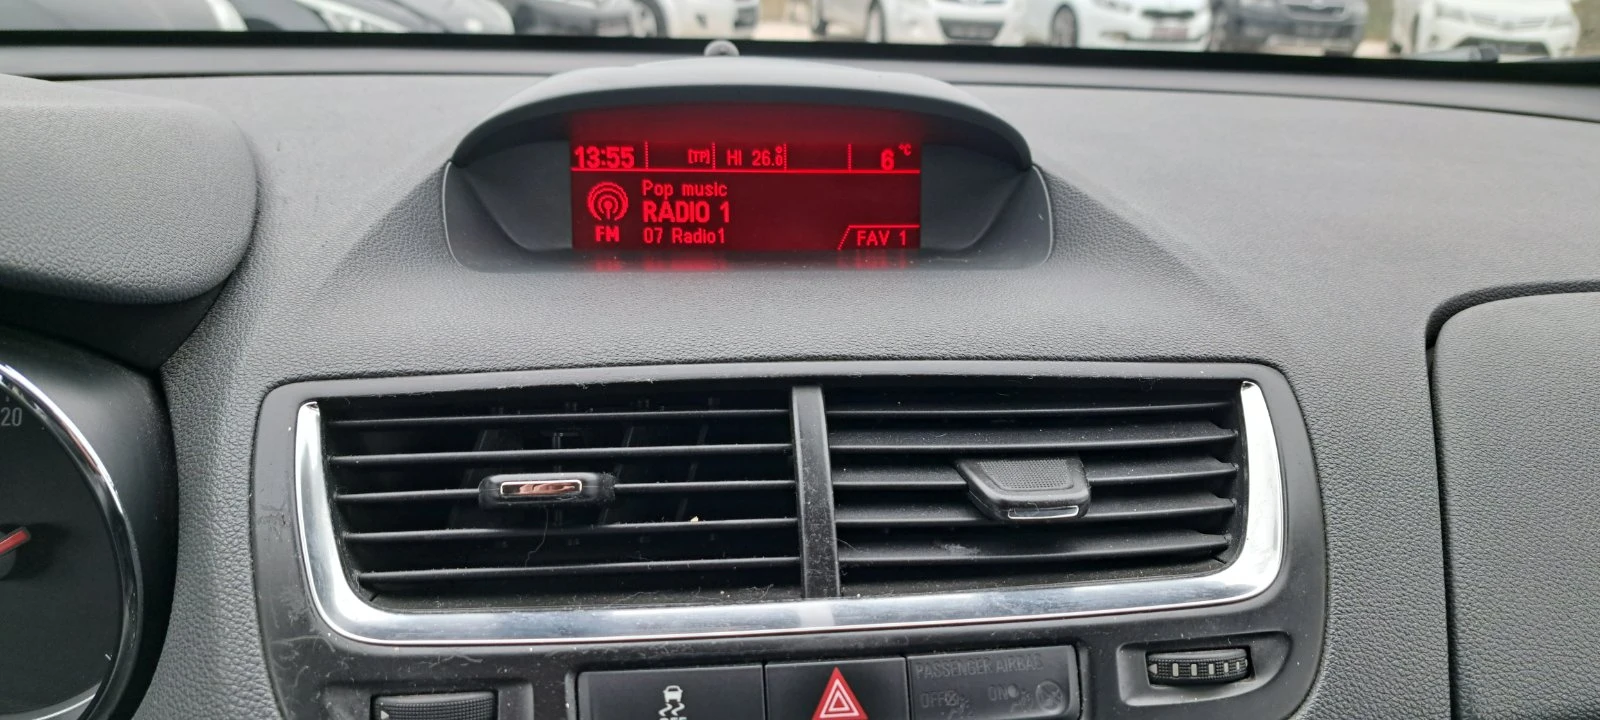 13:55 [TP] HI 26.0 6 °C
Pop music
RADIO 1
FM 07 Radio1 FAV 1
20
PASSENGER AIRBAG
OFF ON